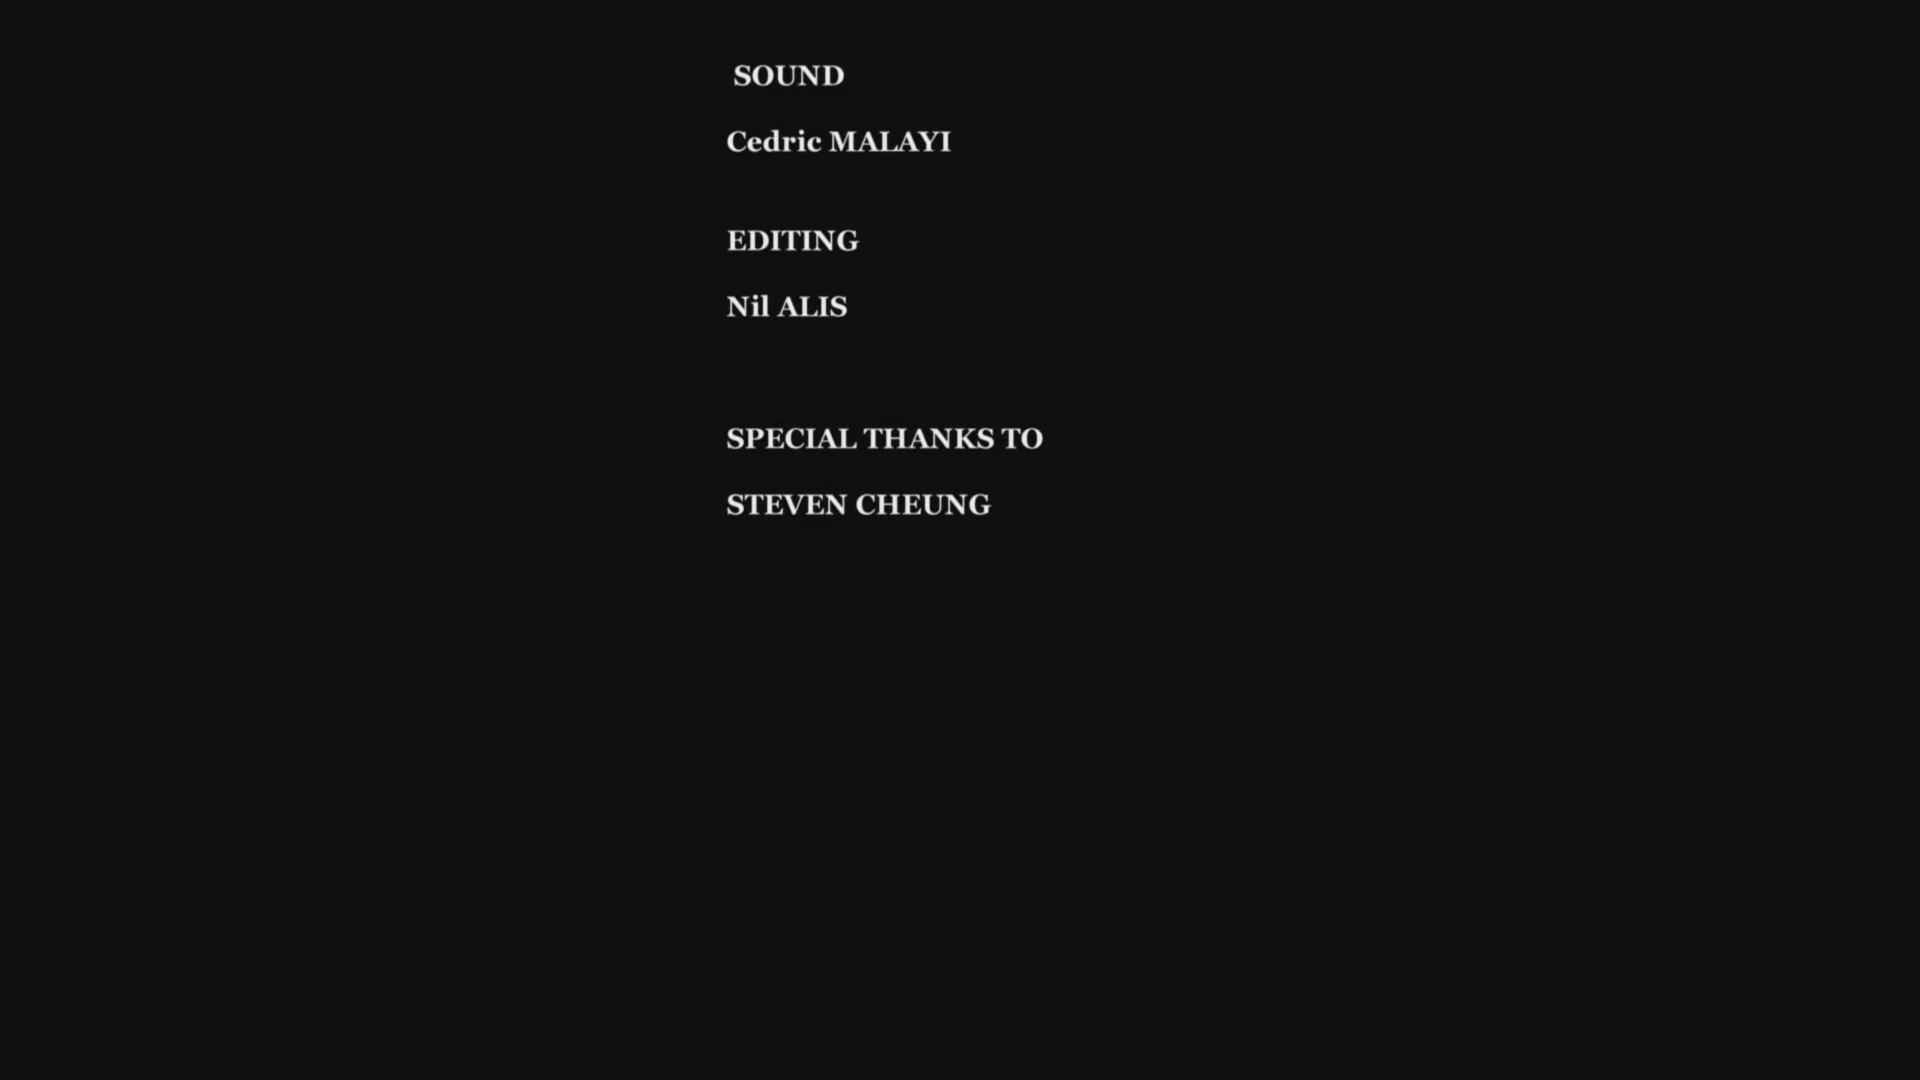 SOUND
Cedric MALAYI
EDITING
Nil ALIS
SPECIAL THANKS TO
STEVEN CHEUNG